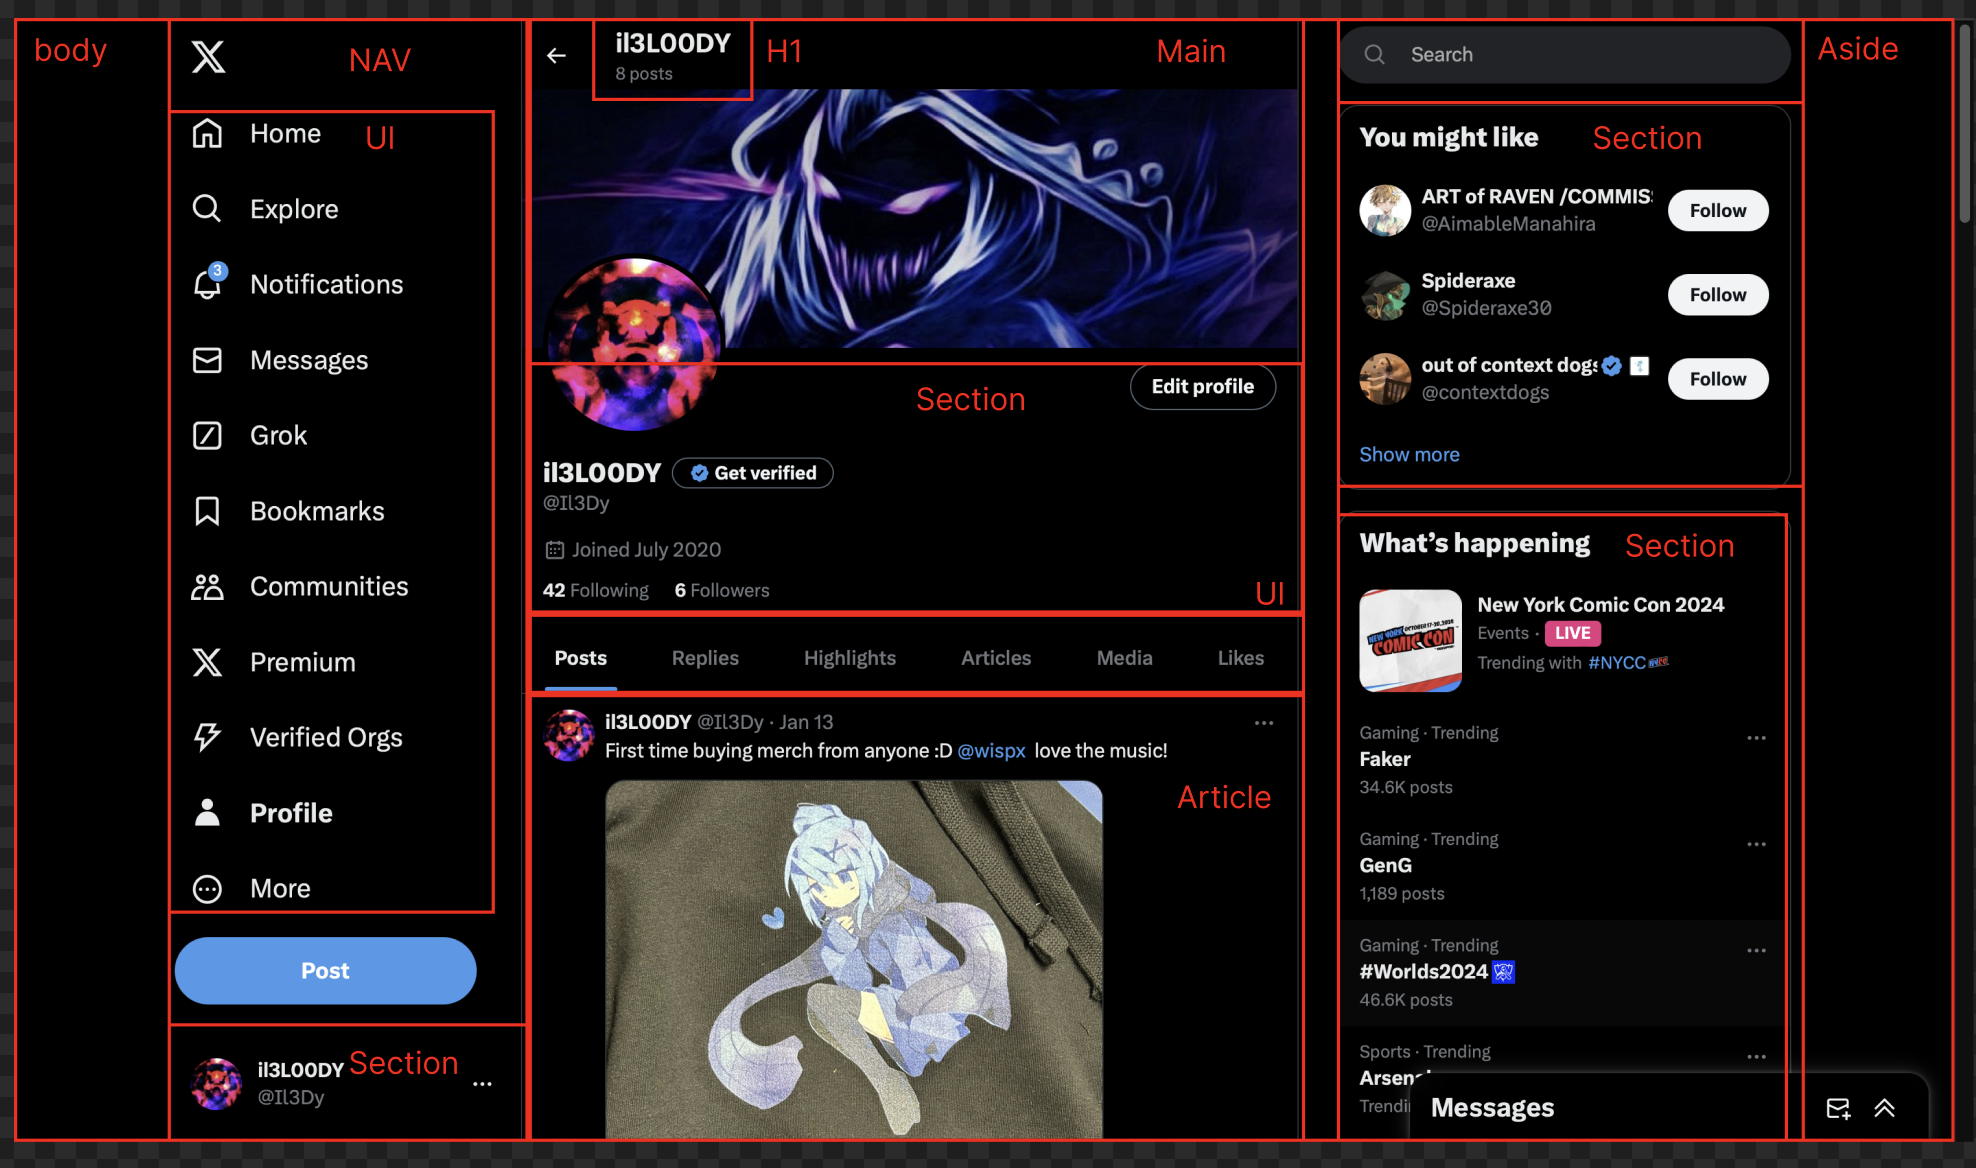 body
NAV
Home
UI
Explore
3
Notifications
Messages
Grok
Bookmarks
Communities
Premium
Verified Orgs
Profile
More
Post
il3LOODY
Section
@Il3Dy
il3LOODY
8 posts
H1
Main
Section
Edit profile
il3LOODY
Get verified
@Il3Dy
Joined July 2020
42 Following 6 Followers
UI
Posts Replies Highlights Articles Media Likes
il3LOODY @Il3Dy · Jan 13
First time buying merch from anyone :D @wispx love the music!
Article
Search
Aside
You might like
Section
ART of RAVEN /COMMIS
@AimableManahira
Follow
Spideraxe
@Spideraxe30
Follow
out of context dogs
@contextdogs
Follow
Show more
What's happening
Section
NEW YORK
COMIC CON
New York Comic Con 2024
Events · LIVE
Trending with #NYCC
Gaming · Trending
Faker
34.6K posts
Gaming · Trending
GenG
1,189 posts
Gaming · Trending
#Worlds2024
46.6K posts
Sports · Trending
Arsena
Trendi
Messages